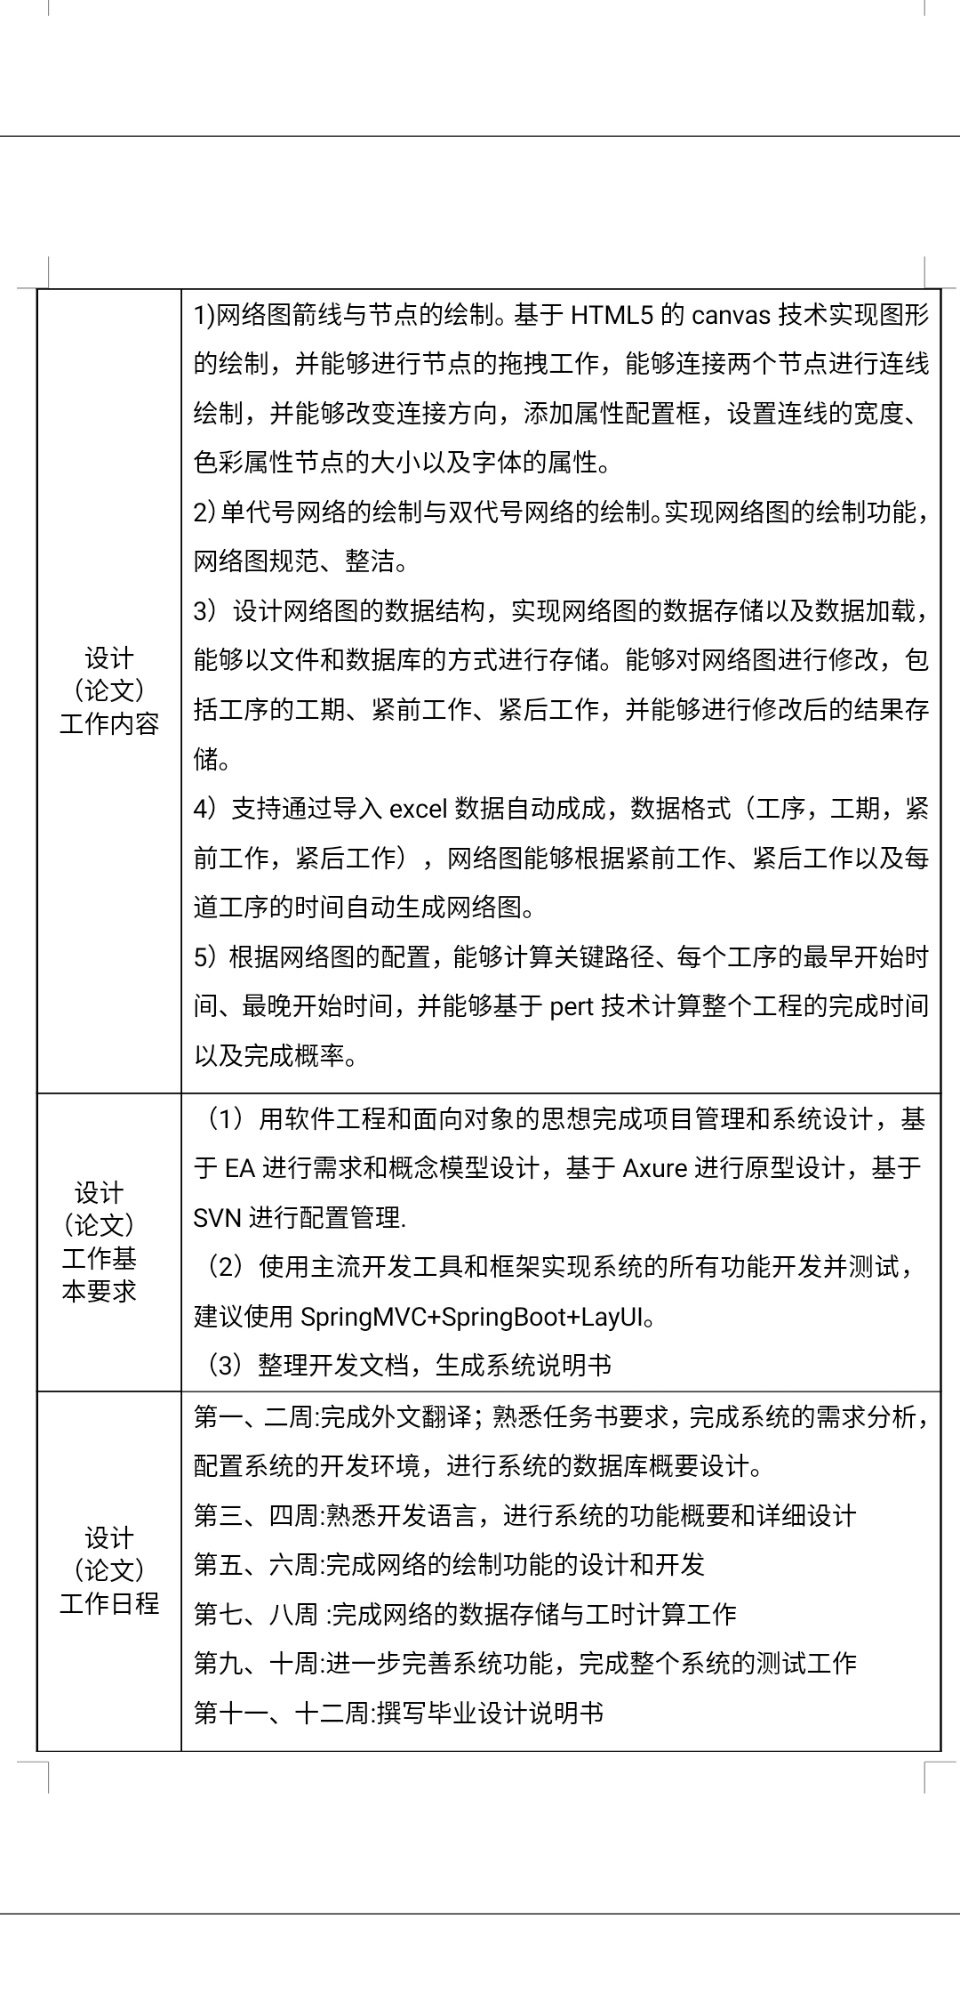 1)网络图箭线与节点的绘制。基于 HTML5 的 canvas 技术实现图形
的绘制，并能够进行节点的拖拽工作，能够连接两个节点进行连线
绘制，并能够改变连接方向，添加属性配置框，设置连线的宽度、
色彩属性节点的大小以及字体的属性。
2）单代号网络的绘制与双代号网络的绘制。实现网络图的绘制功能，
网络图规范、整洁。
3）设计网络图的数据结构，实现网络图的数据存储以及数据加载，
能够以文件和数据库的方式进行存储。能够对网络图进行修改，包
括工序的工期、紧前工作、紧后工作，并能够进行修改后的结果存
储。
4）支持通过导入 excel 数据自动成成，数据格式（工序，工期，紧
前工作，紧后工作），网络图能够根据紧前工作、紧后工作以及每
道工序的时间自动生成网络图。
5）根据网络图的配置，能够计算关键路径、每个工序的最早开始时
间、最晚开始时间，并能够基于 pert 技术计算整个工程的完成时间
以及完成概率。
设计
（论文）
工作内容
（1）用软件工程和面向对象的思想完成项目管理和系统设计，基
于 EA 进行需求和概念模型设计，基于 Axure 进行原型设计，基于
SVN 进行配置管理.
（2）使用主流开发工具和框架实现系统的所有功能开发并测试，
建议使用 SpringMVC+SpringBoot+LayUI。
（3）整理开发文档，生成系统说明书
设计
（论文）
工作基
本要求
第一、二周:完成外文翻译；熟悉任务书要求，完成系统的需求分析，
配置系统的开发环境，进行系统的数据库概要设计。
第三、四周:熟悉开发语言，进行系统的功能概要和详细设计
第五、六周:完成网络的绘制功能的设计和开发
第七、八周 :完成网络的数据存储与工时计算工作
第九、十周:进一步完善系统功能，完成整个系统的测试工作
第十一、十二周:撰写毕业设计说明书
设计
（论文）
工作日程